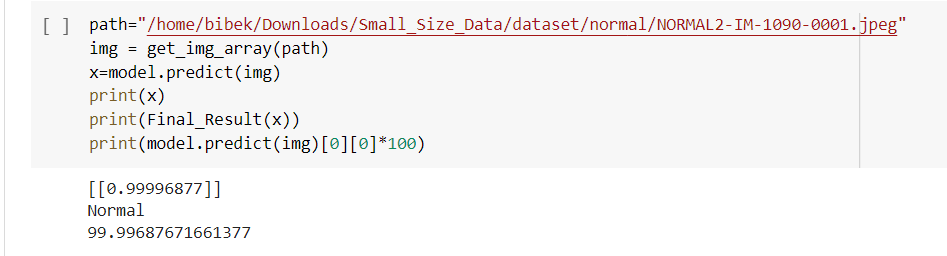 [ ] path="/home/bibek/Downloads/Small_Size_Data/dataset/normal/NORMAL2-IM-1090-0001.jpeg"
img = get_img_array(path)
x=model.predict(img)
print(x)
print(Final_Result(x))
print(model.predict(img)[0][0]*100)
[[0.99996877]]
Normal
99.99687671661377